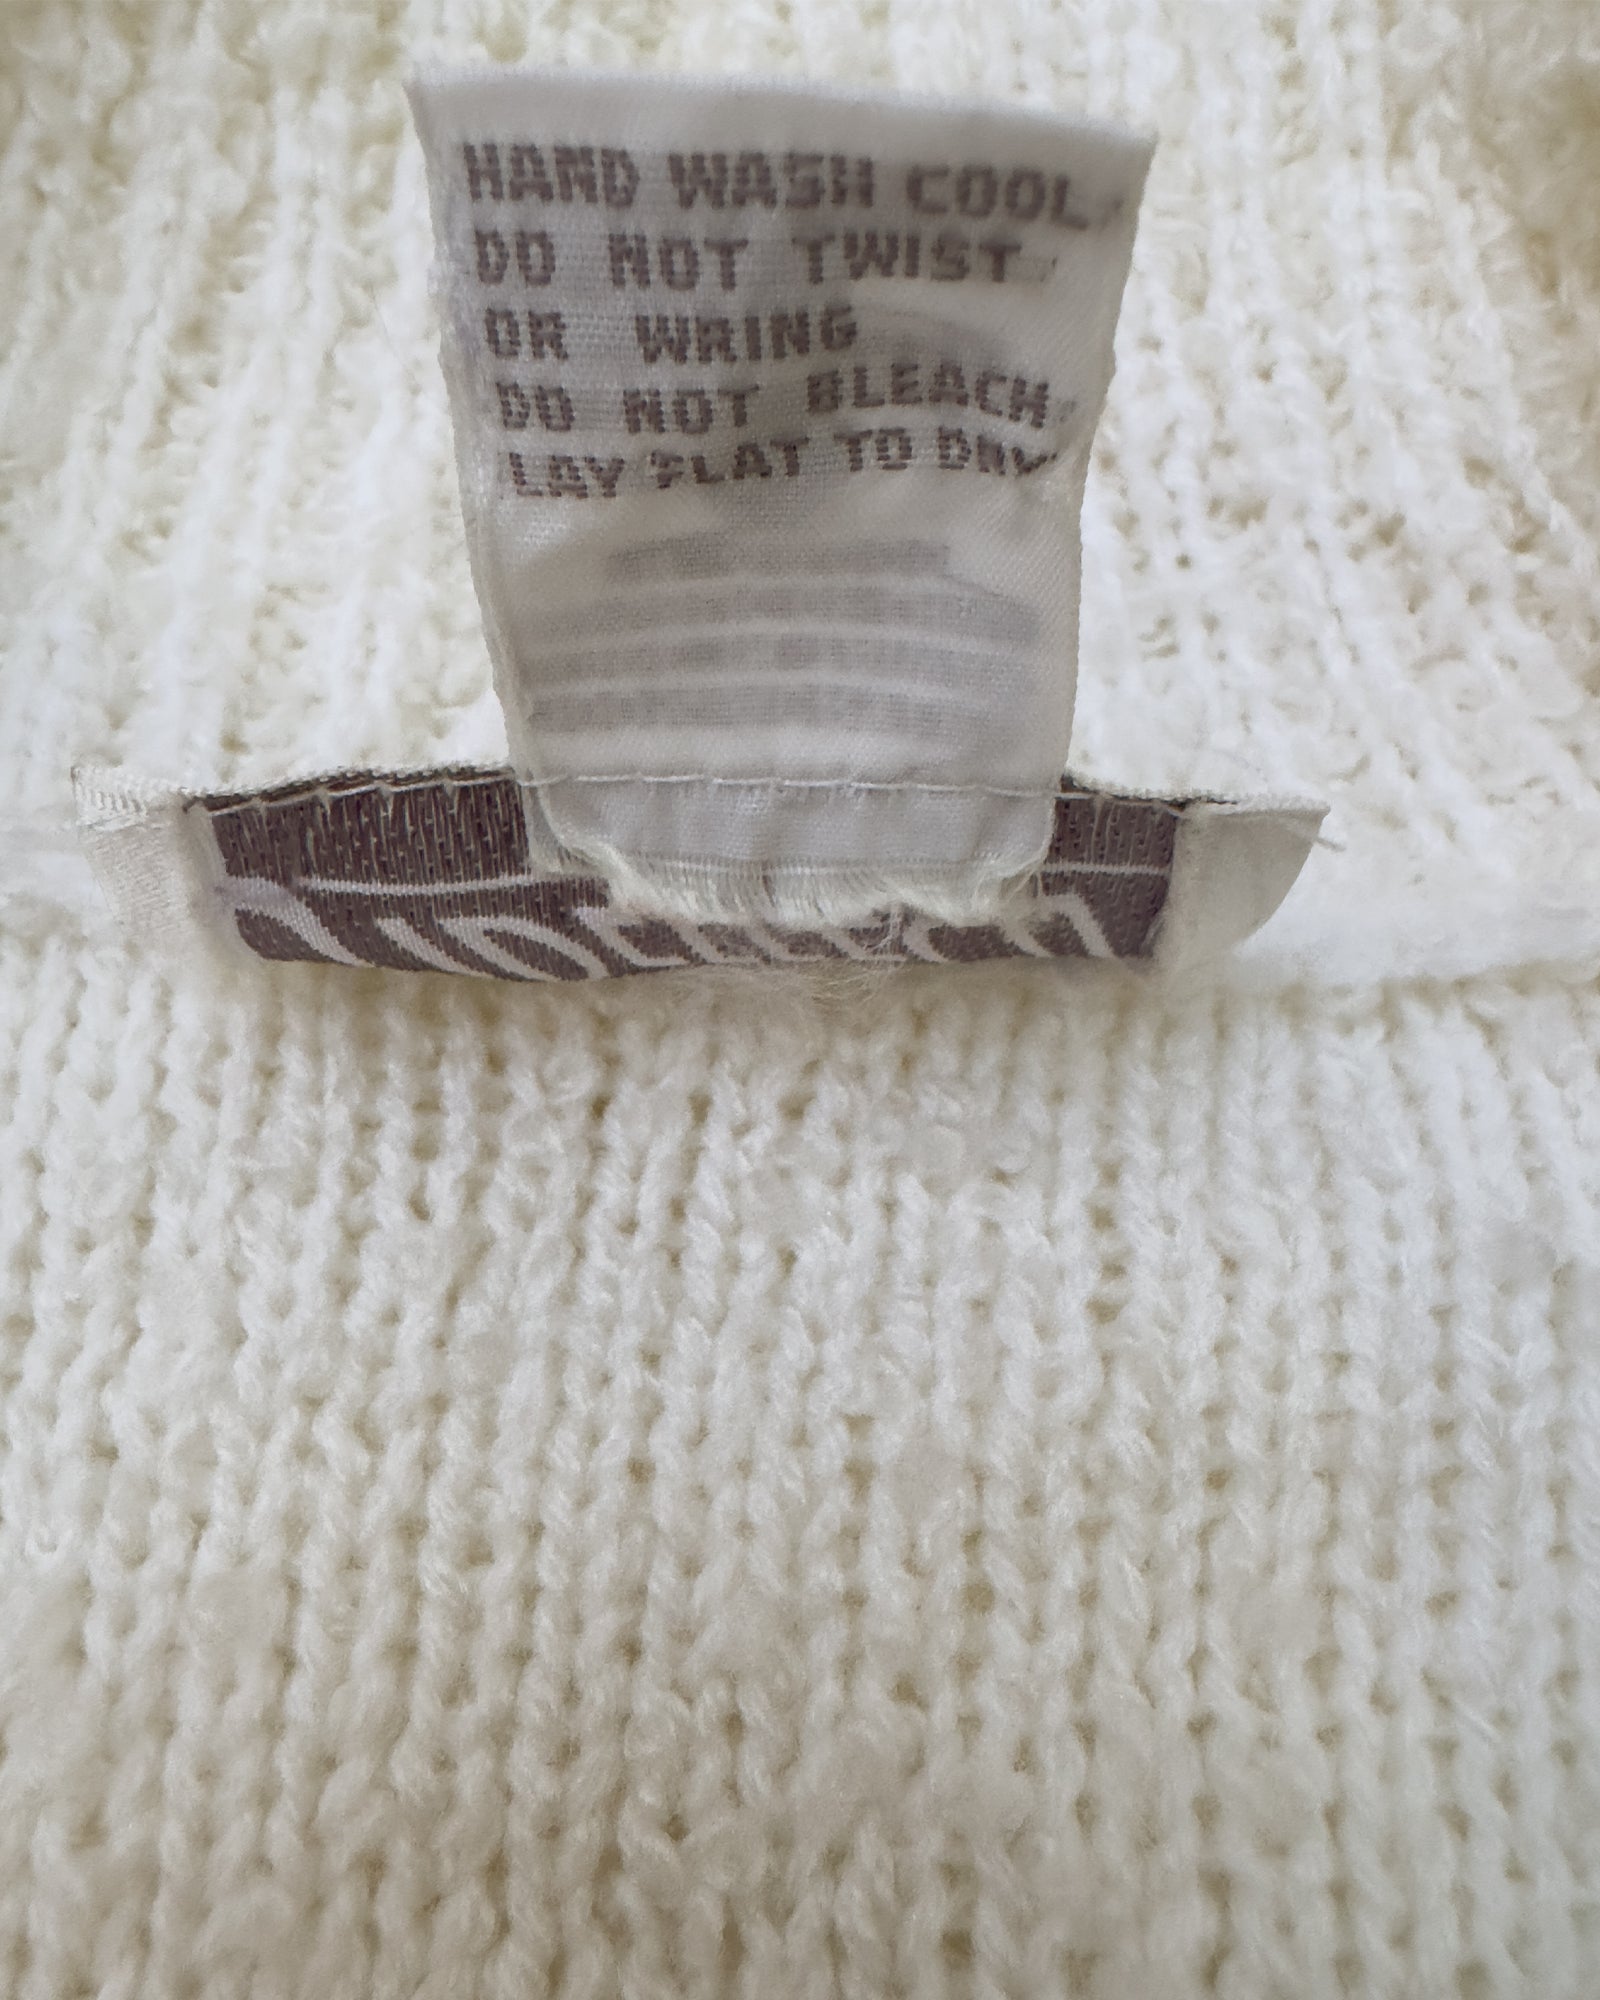 HAND WASH COOL
DO NOT TWIST
OR WRING
DO NOT BLEACH
LAY FLAT TO DRY